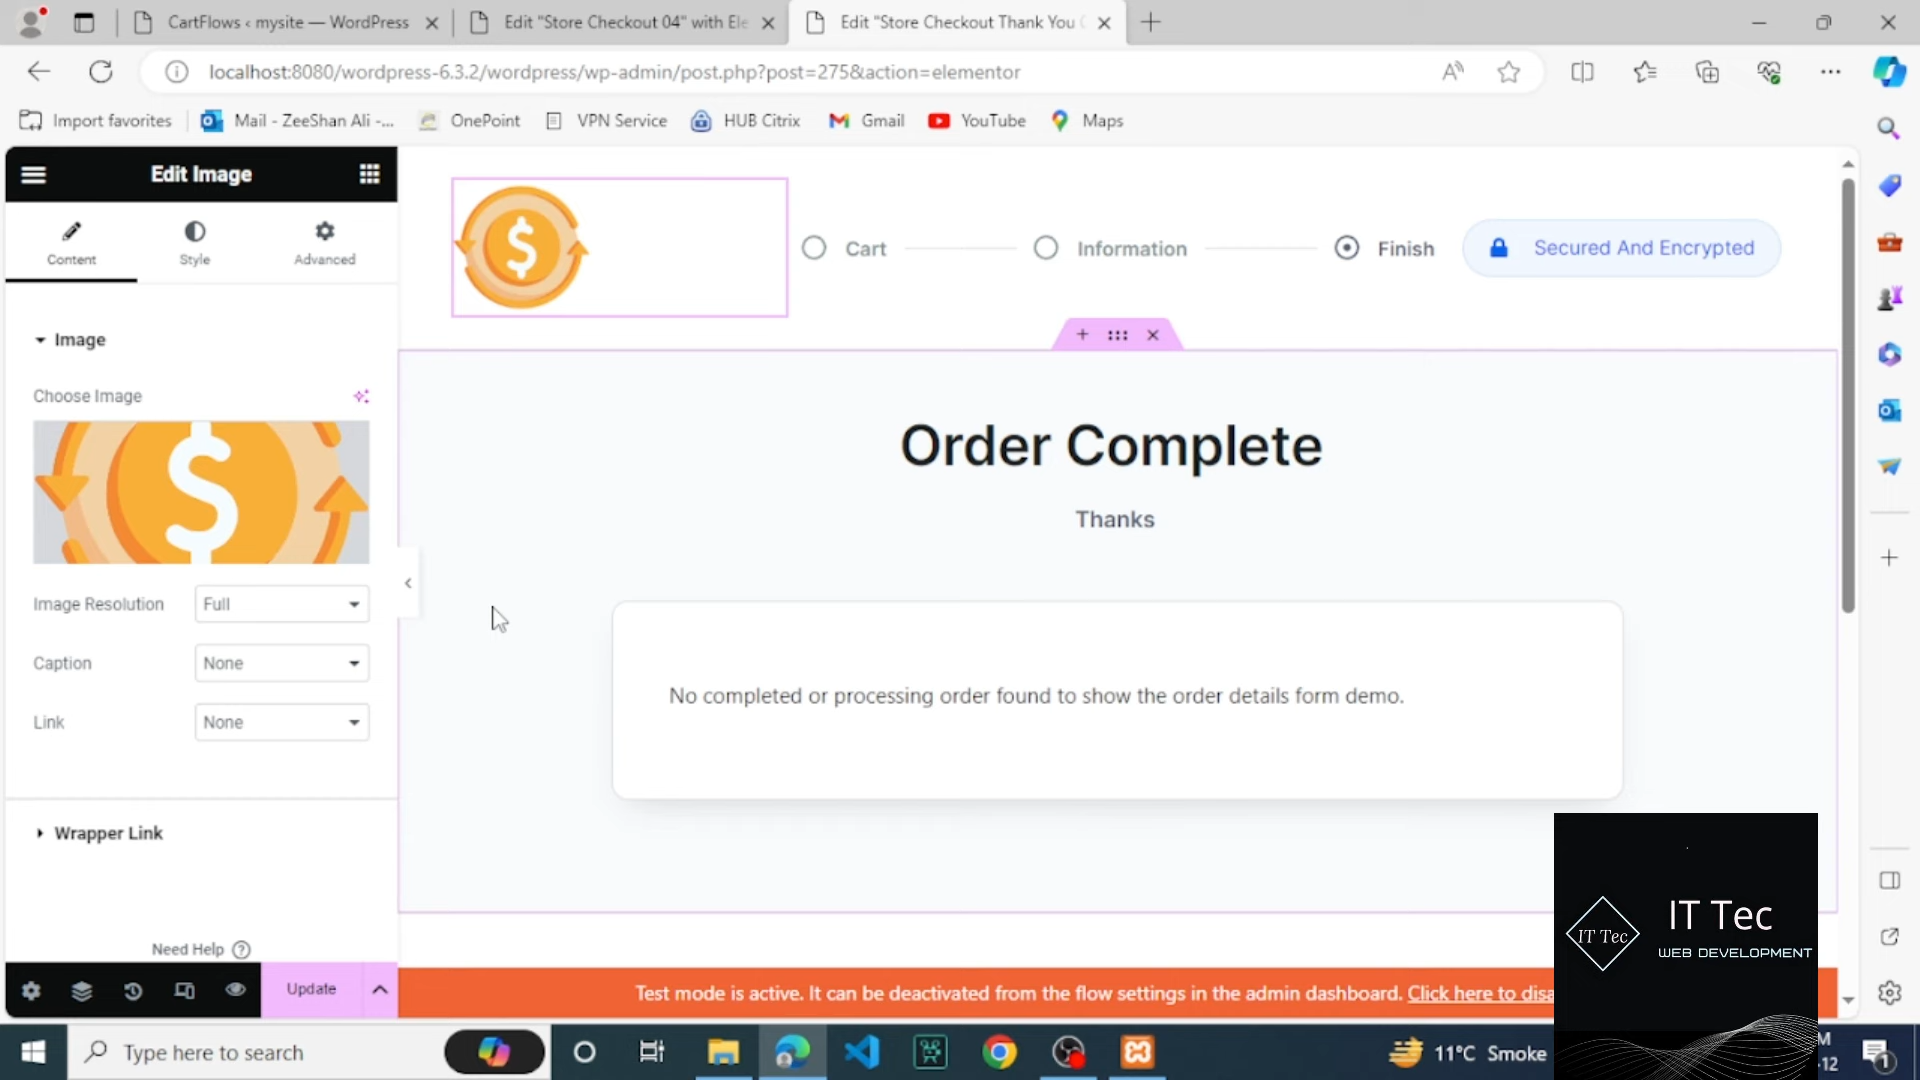 CartFlows ‹ mysite — WordPress
Edit "Store Checkout 04" with Ele
Edit "Store Checkout Thank You
localhost:8080/wordpress-6.3.2/wordpress/wp-admin/post.php?post=275&action=elementor
Import favorites
Mail - ZeeShan Ali -...
OnePoint
VPN Service
HUB Citrix
Gmail
YouTube
Maps
Edit Image
Content
Style
Advanced
Cart
Information
Finish
Secured And Encrypted
Image
Choose Image
Order Complete
Thanks
Image Resolution
Full
Caption
None
Link
None
No completed or processing order found to show the order details form demo.
Wrapper Link
Need Help ?
Update
Test mode is active. It can be deactivated from the flow settings in the admin dashboard. Click here to disa
IT Tec
IT Tec
WEB DEVELOPMENT
Type here to search
11°C Smoke
M
-12
1